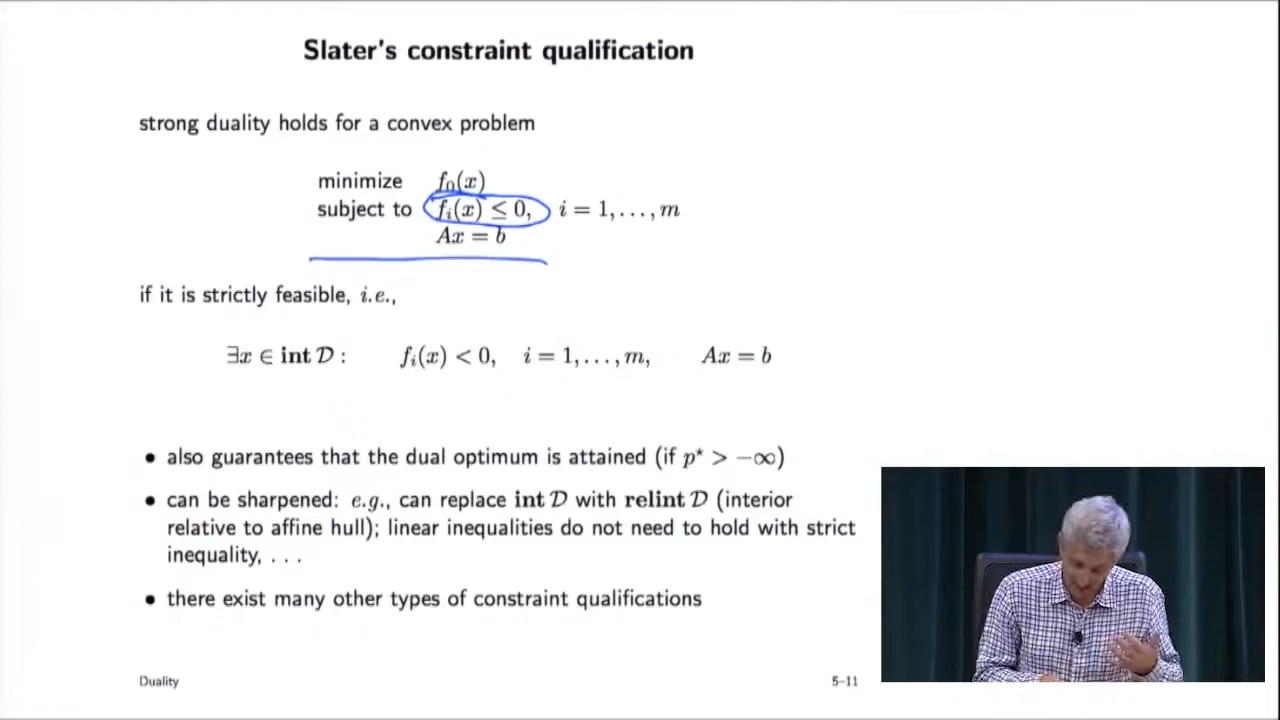 Slater's constraint qualification
strong duality holds for a convex problem
minimize f₀(x)
subject to fᵢ(x) ≤ 0, i = 1, . . . , m
Ax = b
if it is strictly feasible, i.e.,
∃x ∈ int 𝒟 : fᵢ(x) < 0, i = 1, . . . , m, Ax = b
• also guarantees that the dual optimum is attained (if p⋆ > −∞)
• can be sharpened: e.g., can replace int 𝒟 with relint 𝒟 (interior
relative to affine hull); linear inequalities do not need to hold with strict
inequality, . . .
• there exist many other types of constraint qualifications
Duality 5–11